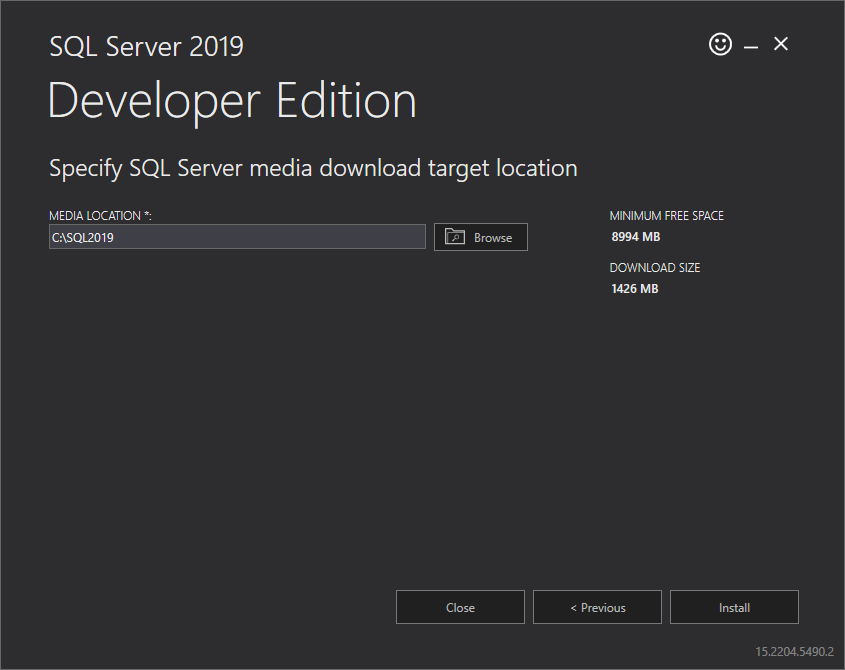 SQL Server 2019
Developer Edition
Specify SQL Server media download target location
MEDIA LOCATION *:
C:\SQL2019
Browse
MINIMUM FREE SPACE
8994 MB
DOWNLOAD SIZE
1426 MB
Close
< Previous
Install
15.2204.5490.2